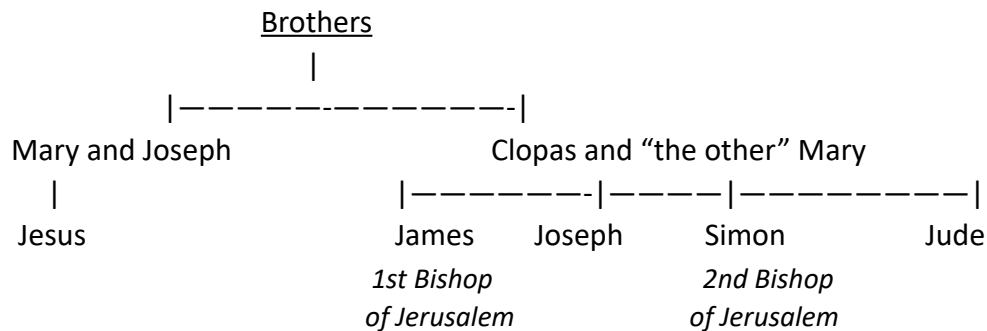 Brothers
|
|—————-——————-|
Mary and Joseph Clopas and “the other” Mary
| |——————-|————|————————|
Jesus James Joseph Simon Jude
1st Bishop 2nd Bishop
of Jerusalem of Jerusalem